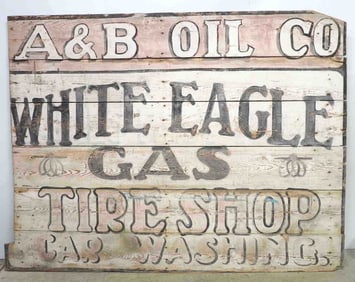 A&B OIL CO
WHITE EAGLE
GAS
TIRE SHOP
CAR WASHING.